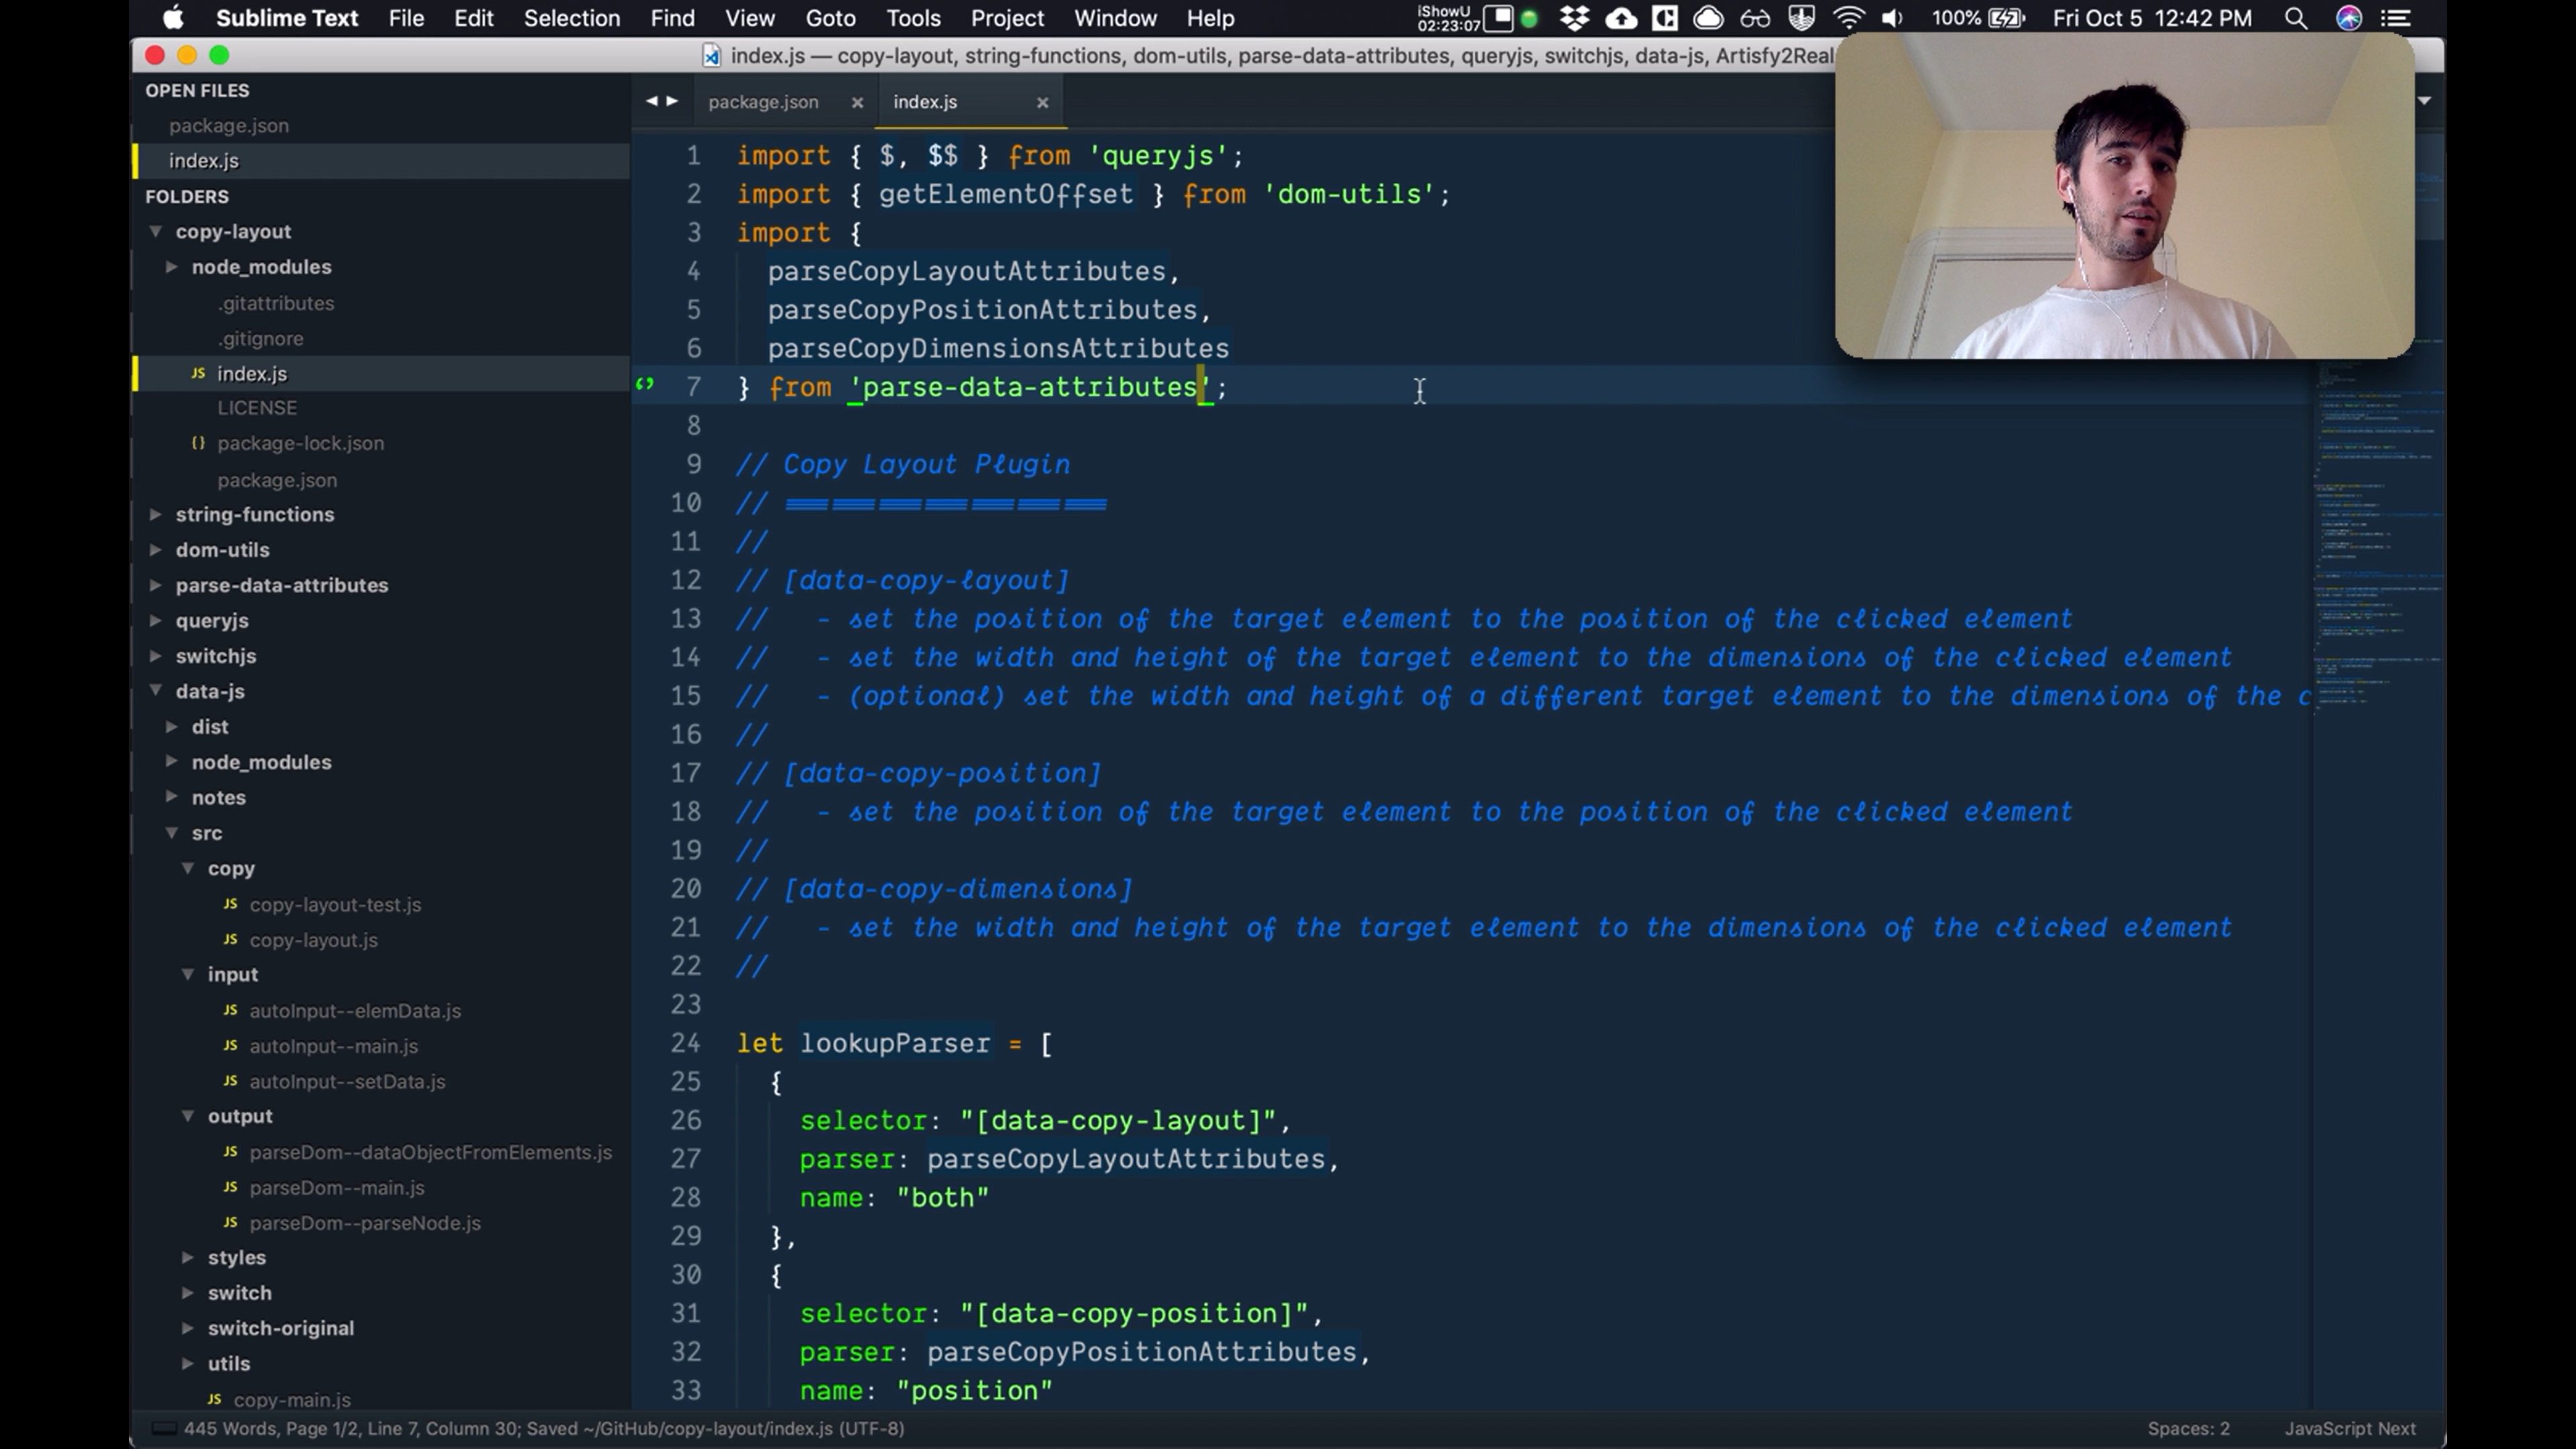 Sublime Text File Edit Selection Find View Goto Tools Project Window Help iShowU 02:23:07 100% Fri Oct 5 12:42 PM
index.js — copy-layout, string-functions, dom-utils, parse-data-attributes, queryjs, switchjs, data-js, Artisfy2Real
OPEN FILES
package.json
index.js
FOLDERS
copy-layout
node_modules
.gitattributes
.gitignore
JS index.js
LICENSE
{} package-lock.json
package.json
string-functions
dom-utils
parse-data-attributes
queryjs
switchjs
data-js
dist
node_modules
notes
src
copy
JS copy-layout-test.js
JS copy-layout.js
input
JS autoInput--elemData.js
JS autoInput--main.js
JS autoInput--setData.js
output
JS parseDom--dataObjectFromElements.js
JS parseDom--main.js
JS parseDom--parseNode.js
styles
switch
switch-original
utils
JS copy-main.js
package.json × index.js ×
1 import { $, $$ } from 'queryjs';
2 import { getElementOffset } from 'dom-utils';
3 import {
4 parseCopyLayoutAttributes,
5 parseCopyPositionAttributes,
6 parseCopyDimensionsAttributes
7 } from 'parse-data-attributes';
8
9 // Copy Layout Plugin
10 // =====================
11 //
12 // [data-copy-layout]
13 // - set the position of the target element to the position of the clicked element
14 // - set the width and height of the target element to the dimensions of the clicked element
15 // - (optional) set the width and height of a different target element to the dimensions of the c
16 //
17 // [data-copy-position]
18 // - set the position of the target element to the position of the clicked element
19 //
20 // [data-copy-dimensions]
21 // - set the width and height of the target element to the dimensions of the clicked element
22 //
23
24 let lookupParser = [
25 {
26 selector: "[data-copy-layout]",
27 parser: parseCopyLayoutAttributes,
28 name: "both"
29 },
30 {
31 selector: "[data-copy-position]",
32 parser: parseCopyPositionAttributes,
33 name: "position"
445 Words, Page 1/2, Line 7, Column 30; Saved ~/GitHub/copy-layout/index.js (UTF-8) Spaces: 2 JavaScript Next